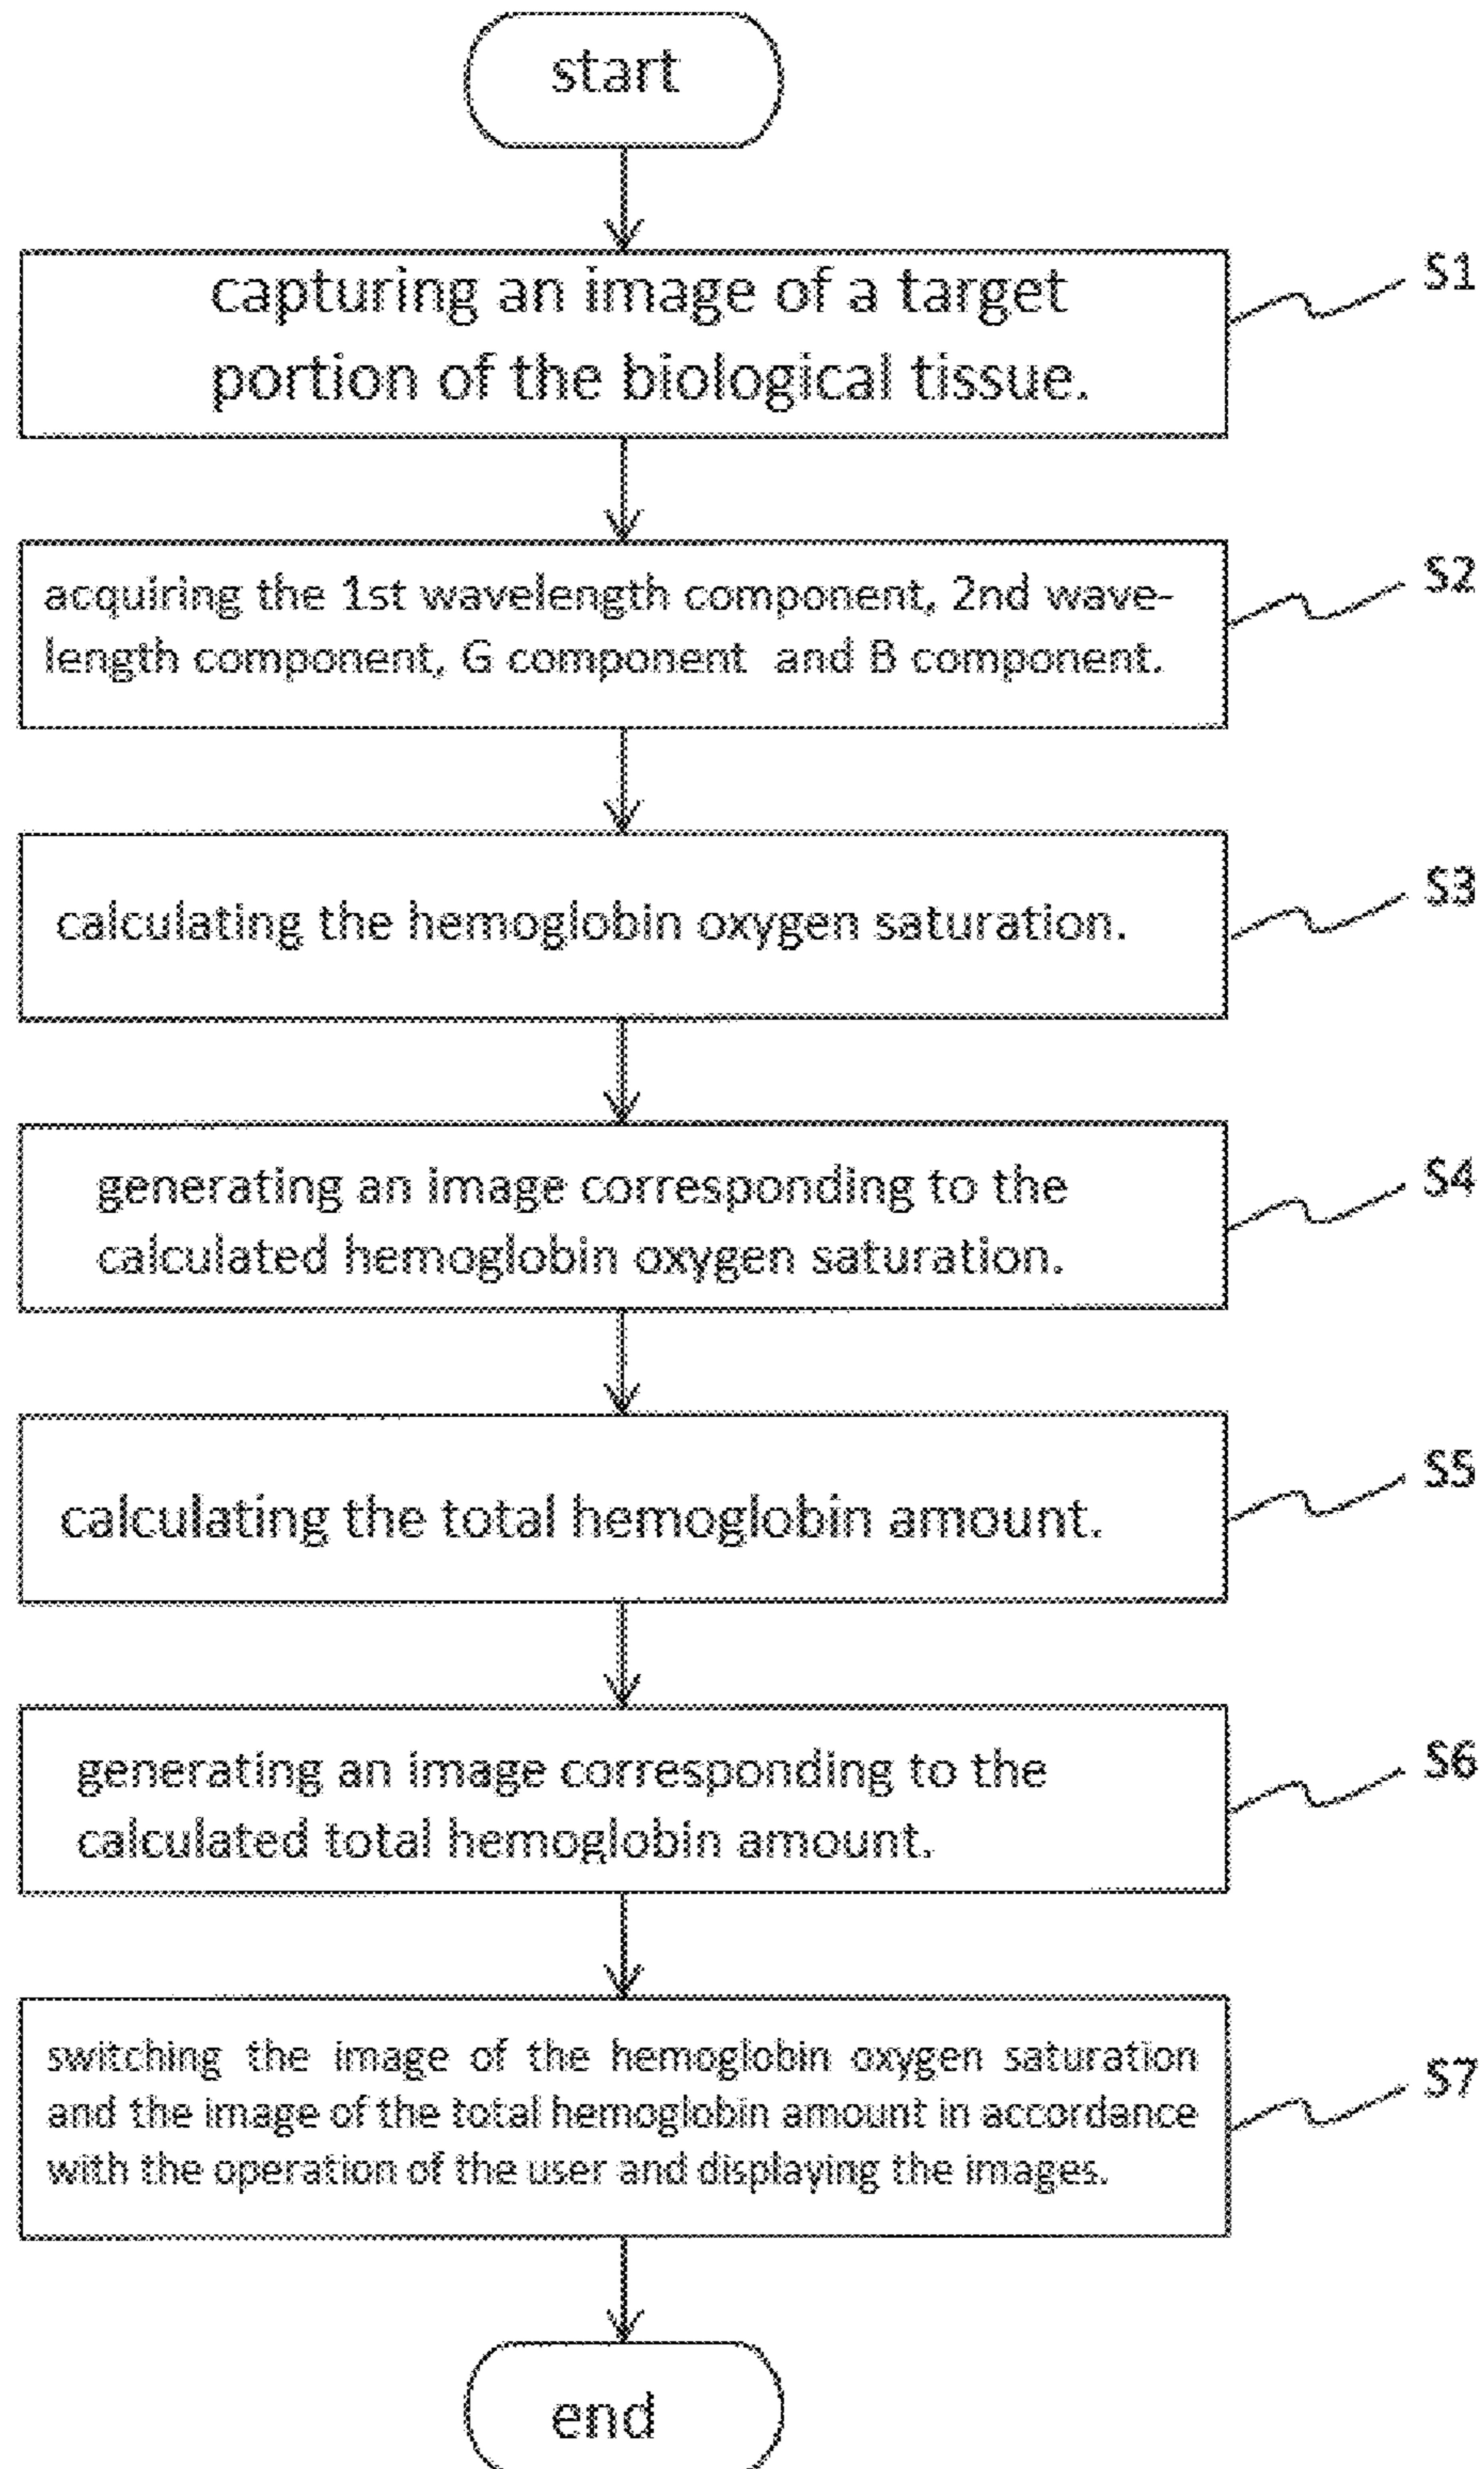 start
capturing an image of a target
portion of the biological tissue.
S1
acquiring the 1st wavelength component, 2nd wave-
length component, G component and B component.
S2
calculating the hemoglobin oxygen saturation.
S3
generating an image corresponding to the
calculated hemoglobin oxygen saturation.
S4
calculating the total hemoglobin amount.
S5
generating an image corresponding to the
calculated total hemoglobin amount.
S6
switching the image of the hemoglobin oxygen saturation
and the image of the total hemoglobin amount in accordance
with the operation of the user and displaying the images.
S7
end